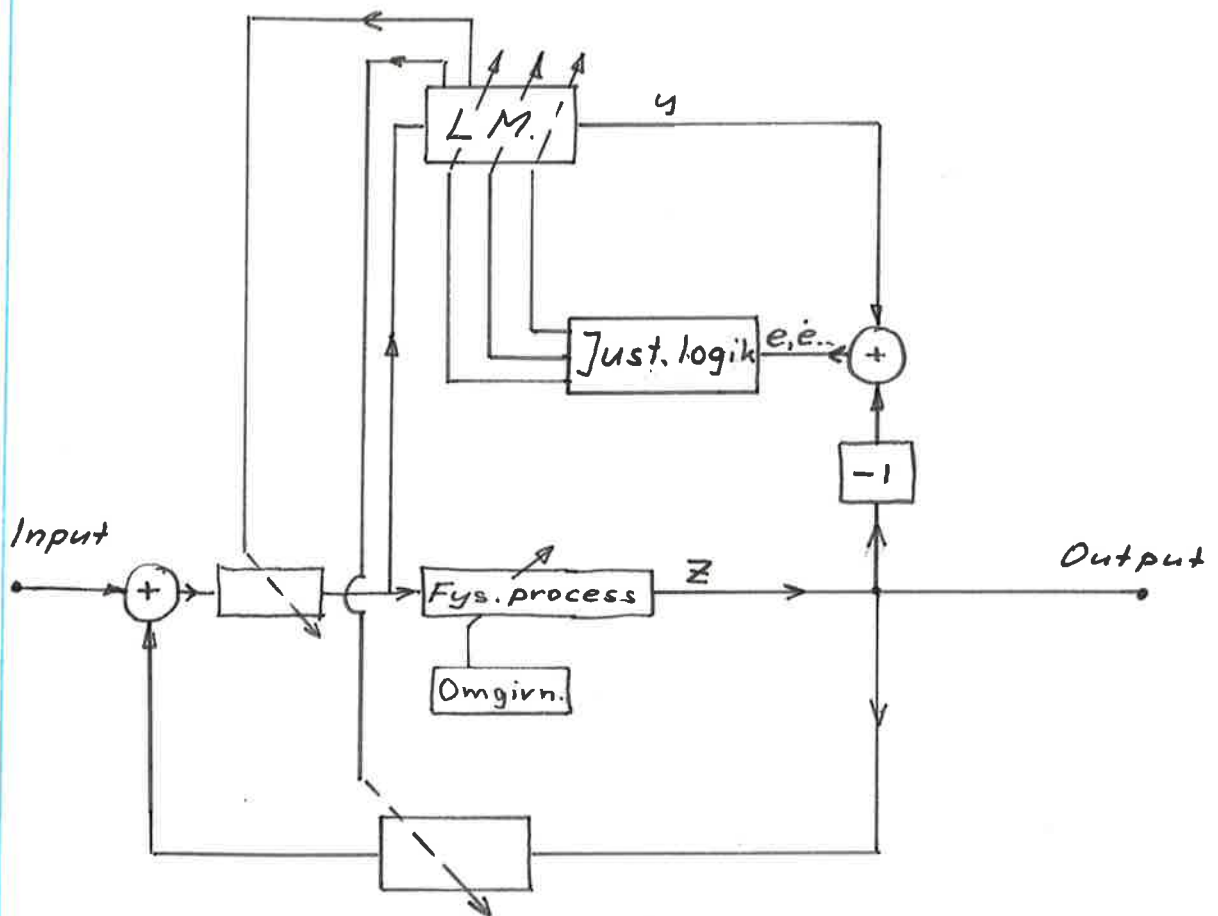 L M.
y
Just. logik
e, ė..
+
-1
Input
+
Fys. process
Z
Output
Omgivn.